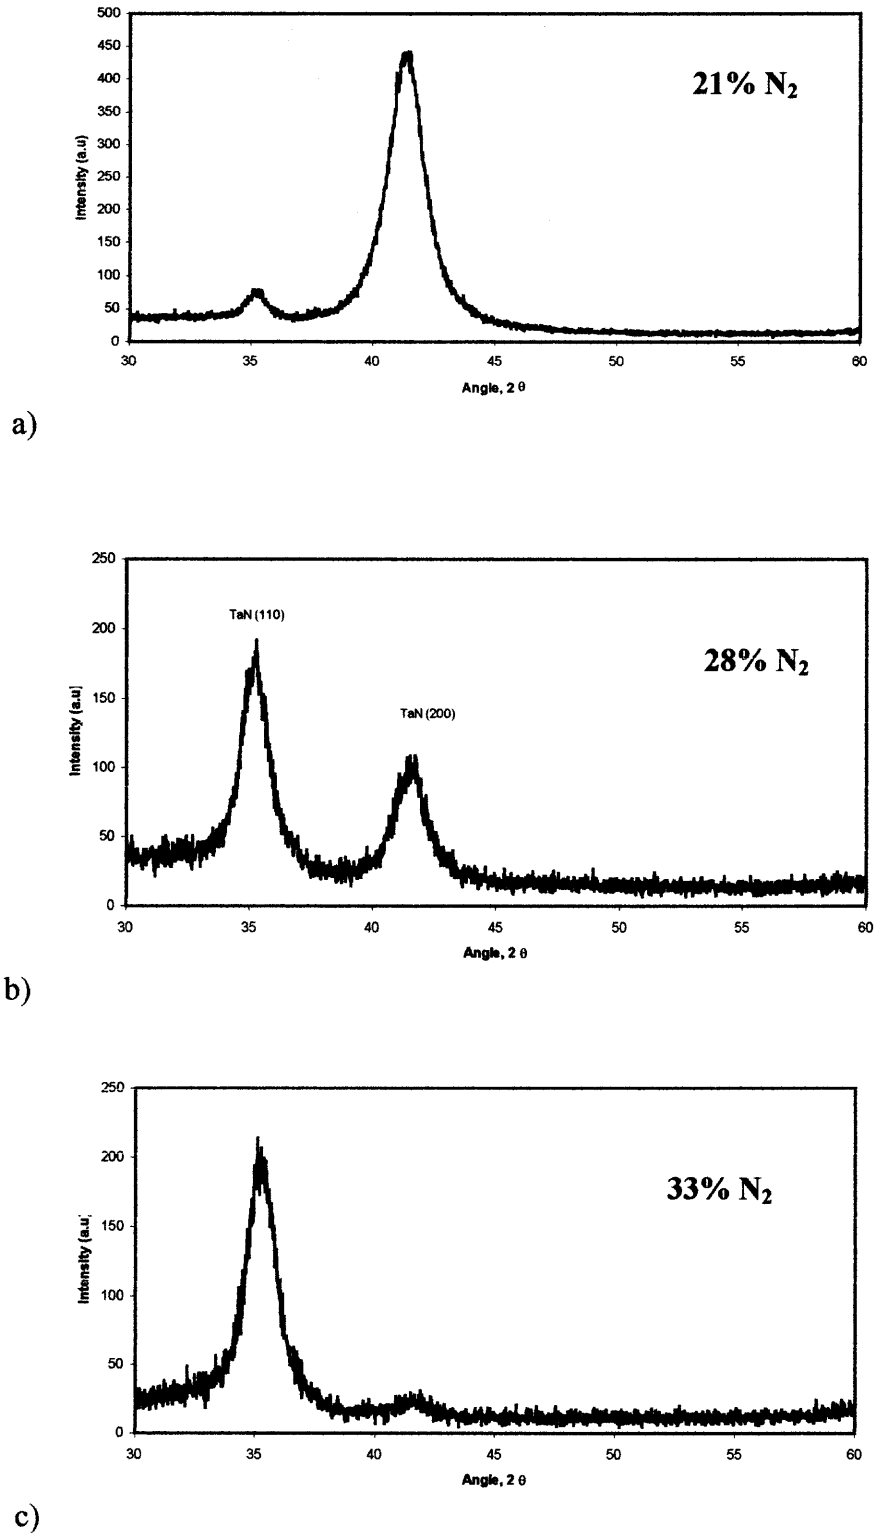 500
450
400
350
300
250
200
150
100
50
0
Intensity (a.u)
21% N₂
30 35 40 45 50 55 60
Angle, 2 θ
a)
250
200
150
100
50
0
Intensity (a.u)
TaN (110)
TaN (200)
28% N₂
30 35 40 45 50 55 60
Angle, 2 θ
b)
250
200
150
100
50
0
Intensity (a.u)
33% N₂
30 35 40 45 50 55 60
Angle, 2 θ
c)